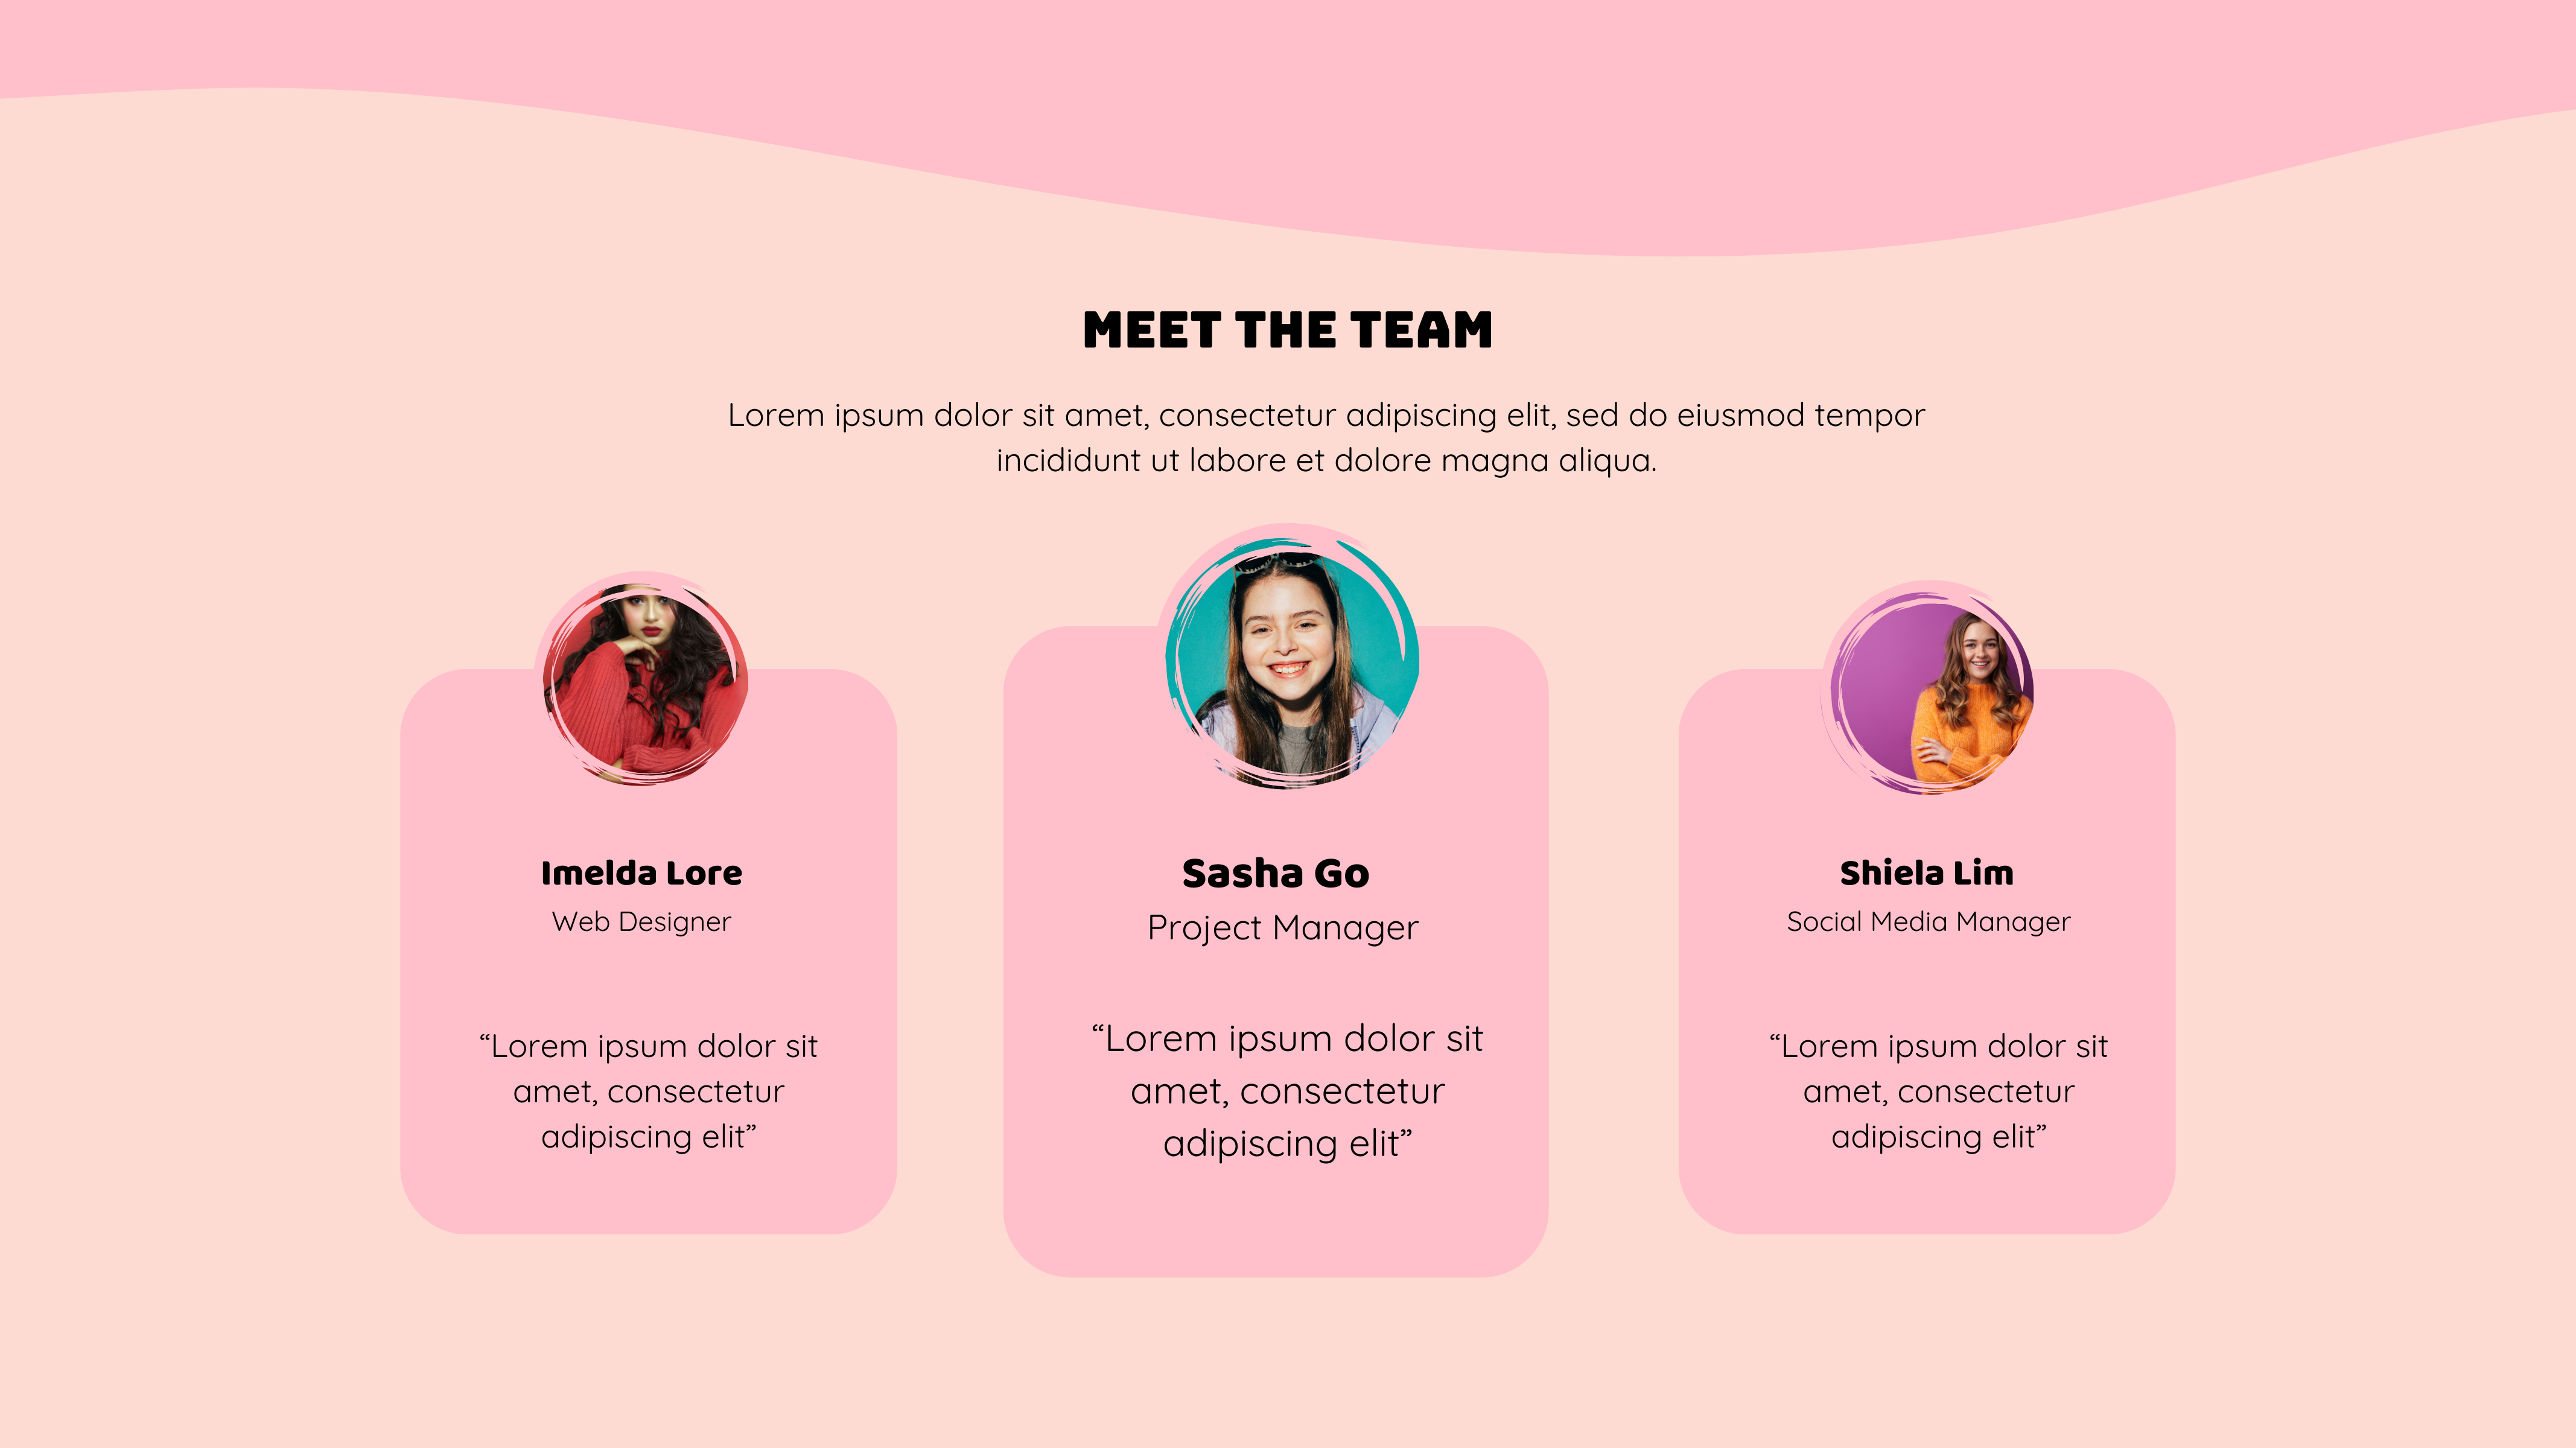 MEET THE TEAM
Lorem ipsum dolor sit amet, consectetur adipiscing elit, sed do eiusmod tempor
incididunt ut labore et dolore magna aliqua.
Imelda Lore
Web Designer
“Lorem ipsum dolor sit
amet, consectetur
adipiscing elit”
Sasha Go
Project Manager
“Lorem ipsum dolor sit
amet, consectetur
adipiscing elit”
Shiela Lim
Social Media Manager
“Lorem ipsum dolor sit
amet, consectetur
adipiscing elit”